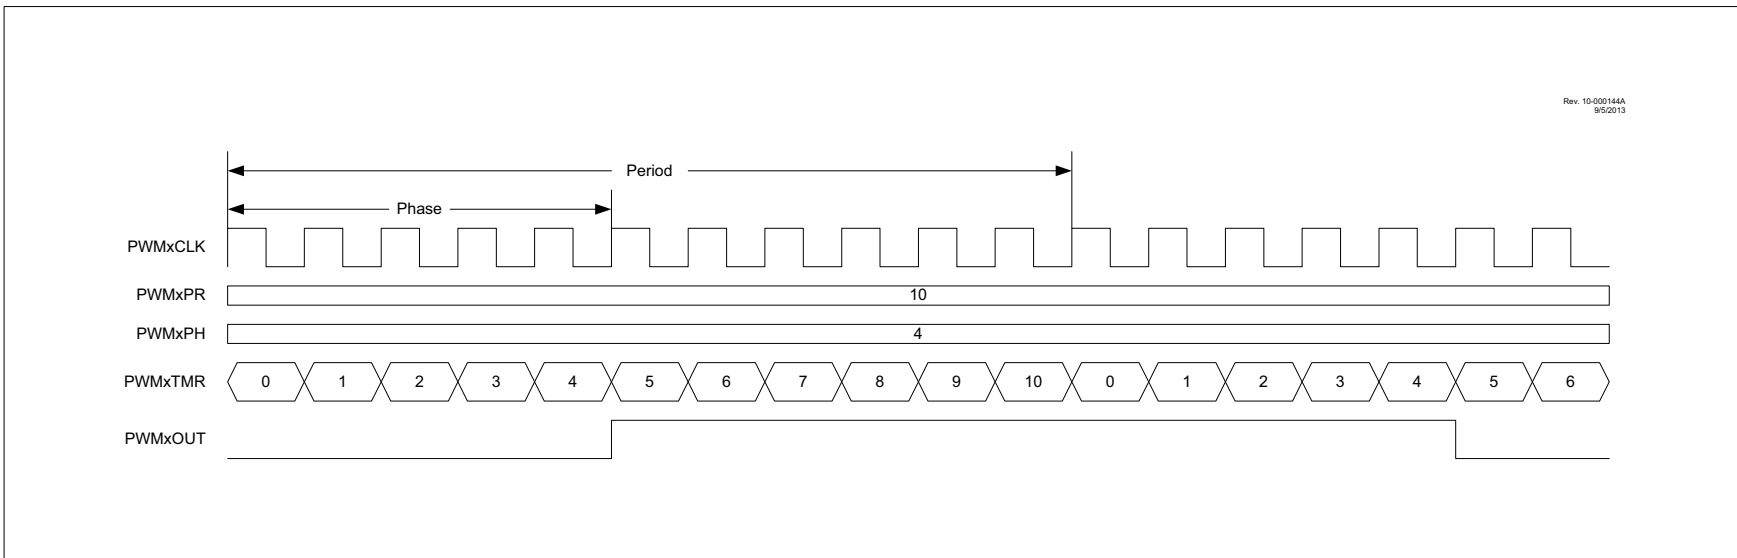 Rev. 10-000144A
9/5/2013
Period
Phase
PWMxCLK
PWMxPR 10
PWMxPH 4
PWMxTMR 0 1 2 3 4 5 6 7 8 9 10 0 1 2 3 4 5 6
PWMxOUT